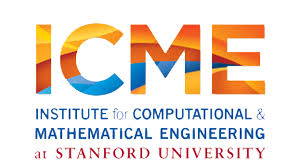 ICME
INSTITUTE for COMPUTATIONAL &
MATHEMATICAL ENGINEERING
at STANFORD UNIVERSITY